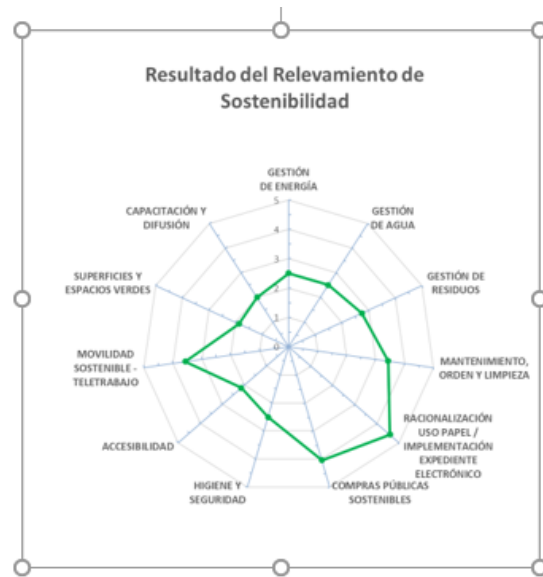 Resultado del Relevamiento de
Sostenibilidad
GESTIÓN
DE ENERGÍA
GESTIÓN
DE AGUA
GESTIÓN DE
RESIDUOS
MANTENIMIENTO,
ORDEN Y LIMPIEZA
RACIONALIZACIÓN
USO PAPEL /
IMPLEMENTACIÓN
EXPEDIENTE
ELECTRÓNICO
COMPRAS PÚBLICAS
SOSTENIBLES
HIGIENE Y
SEGURIDAD
ACCESIBILIDAD
MOVILIDAD
SOSTENIBLE -
TELETRABAJO
SUPERFICIES Y
ESPACIOS VERDES
CAPACITACIÓN Y
DIFUSIÓN
5
4
3
2
1
0